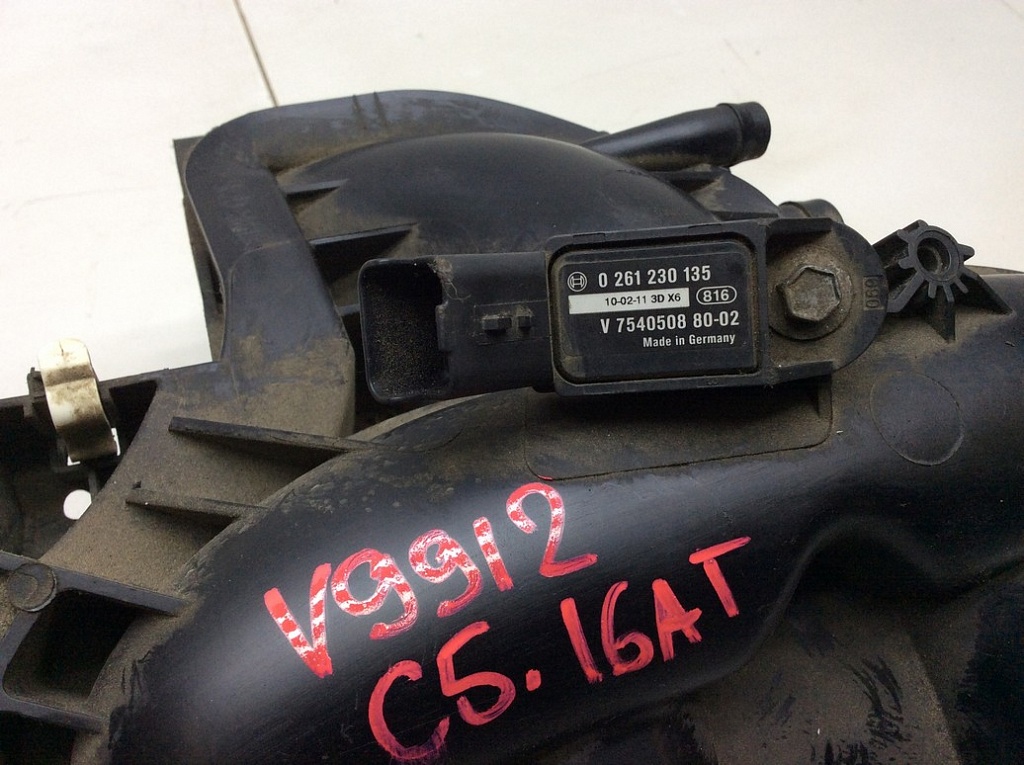 0 261 230 135
10-02-11 3D X6 816
V 7540508 80-02
Made in Germany
060
V9912
C5.16AT